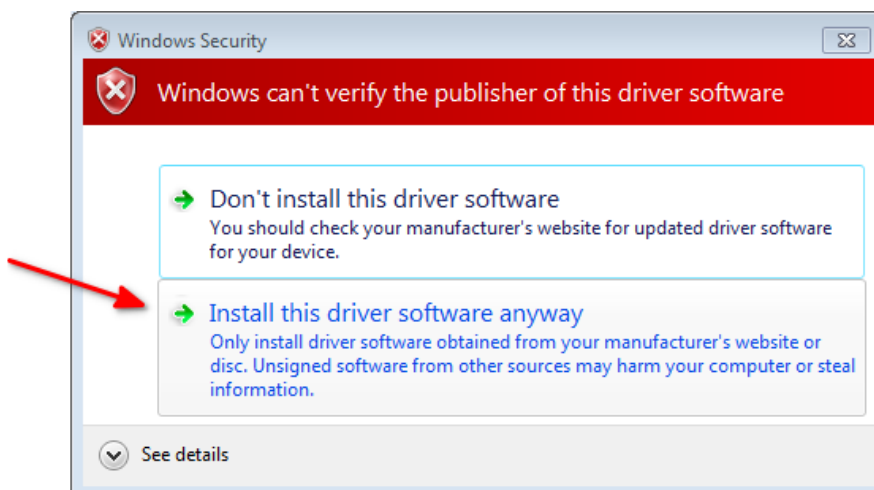 Windows Security
Windows can't verify the publisher of this driver software
Don't install this driver software
You should check your manufacturer's website for updated driver software
for your device.
Install this driver software anyway
Only install driver software obtained from your manufacturer's website or
disc. Unsigned software from other sources may harm your computer or steal
information.
See details